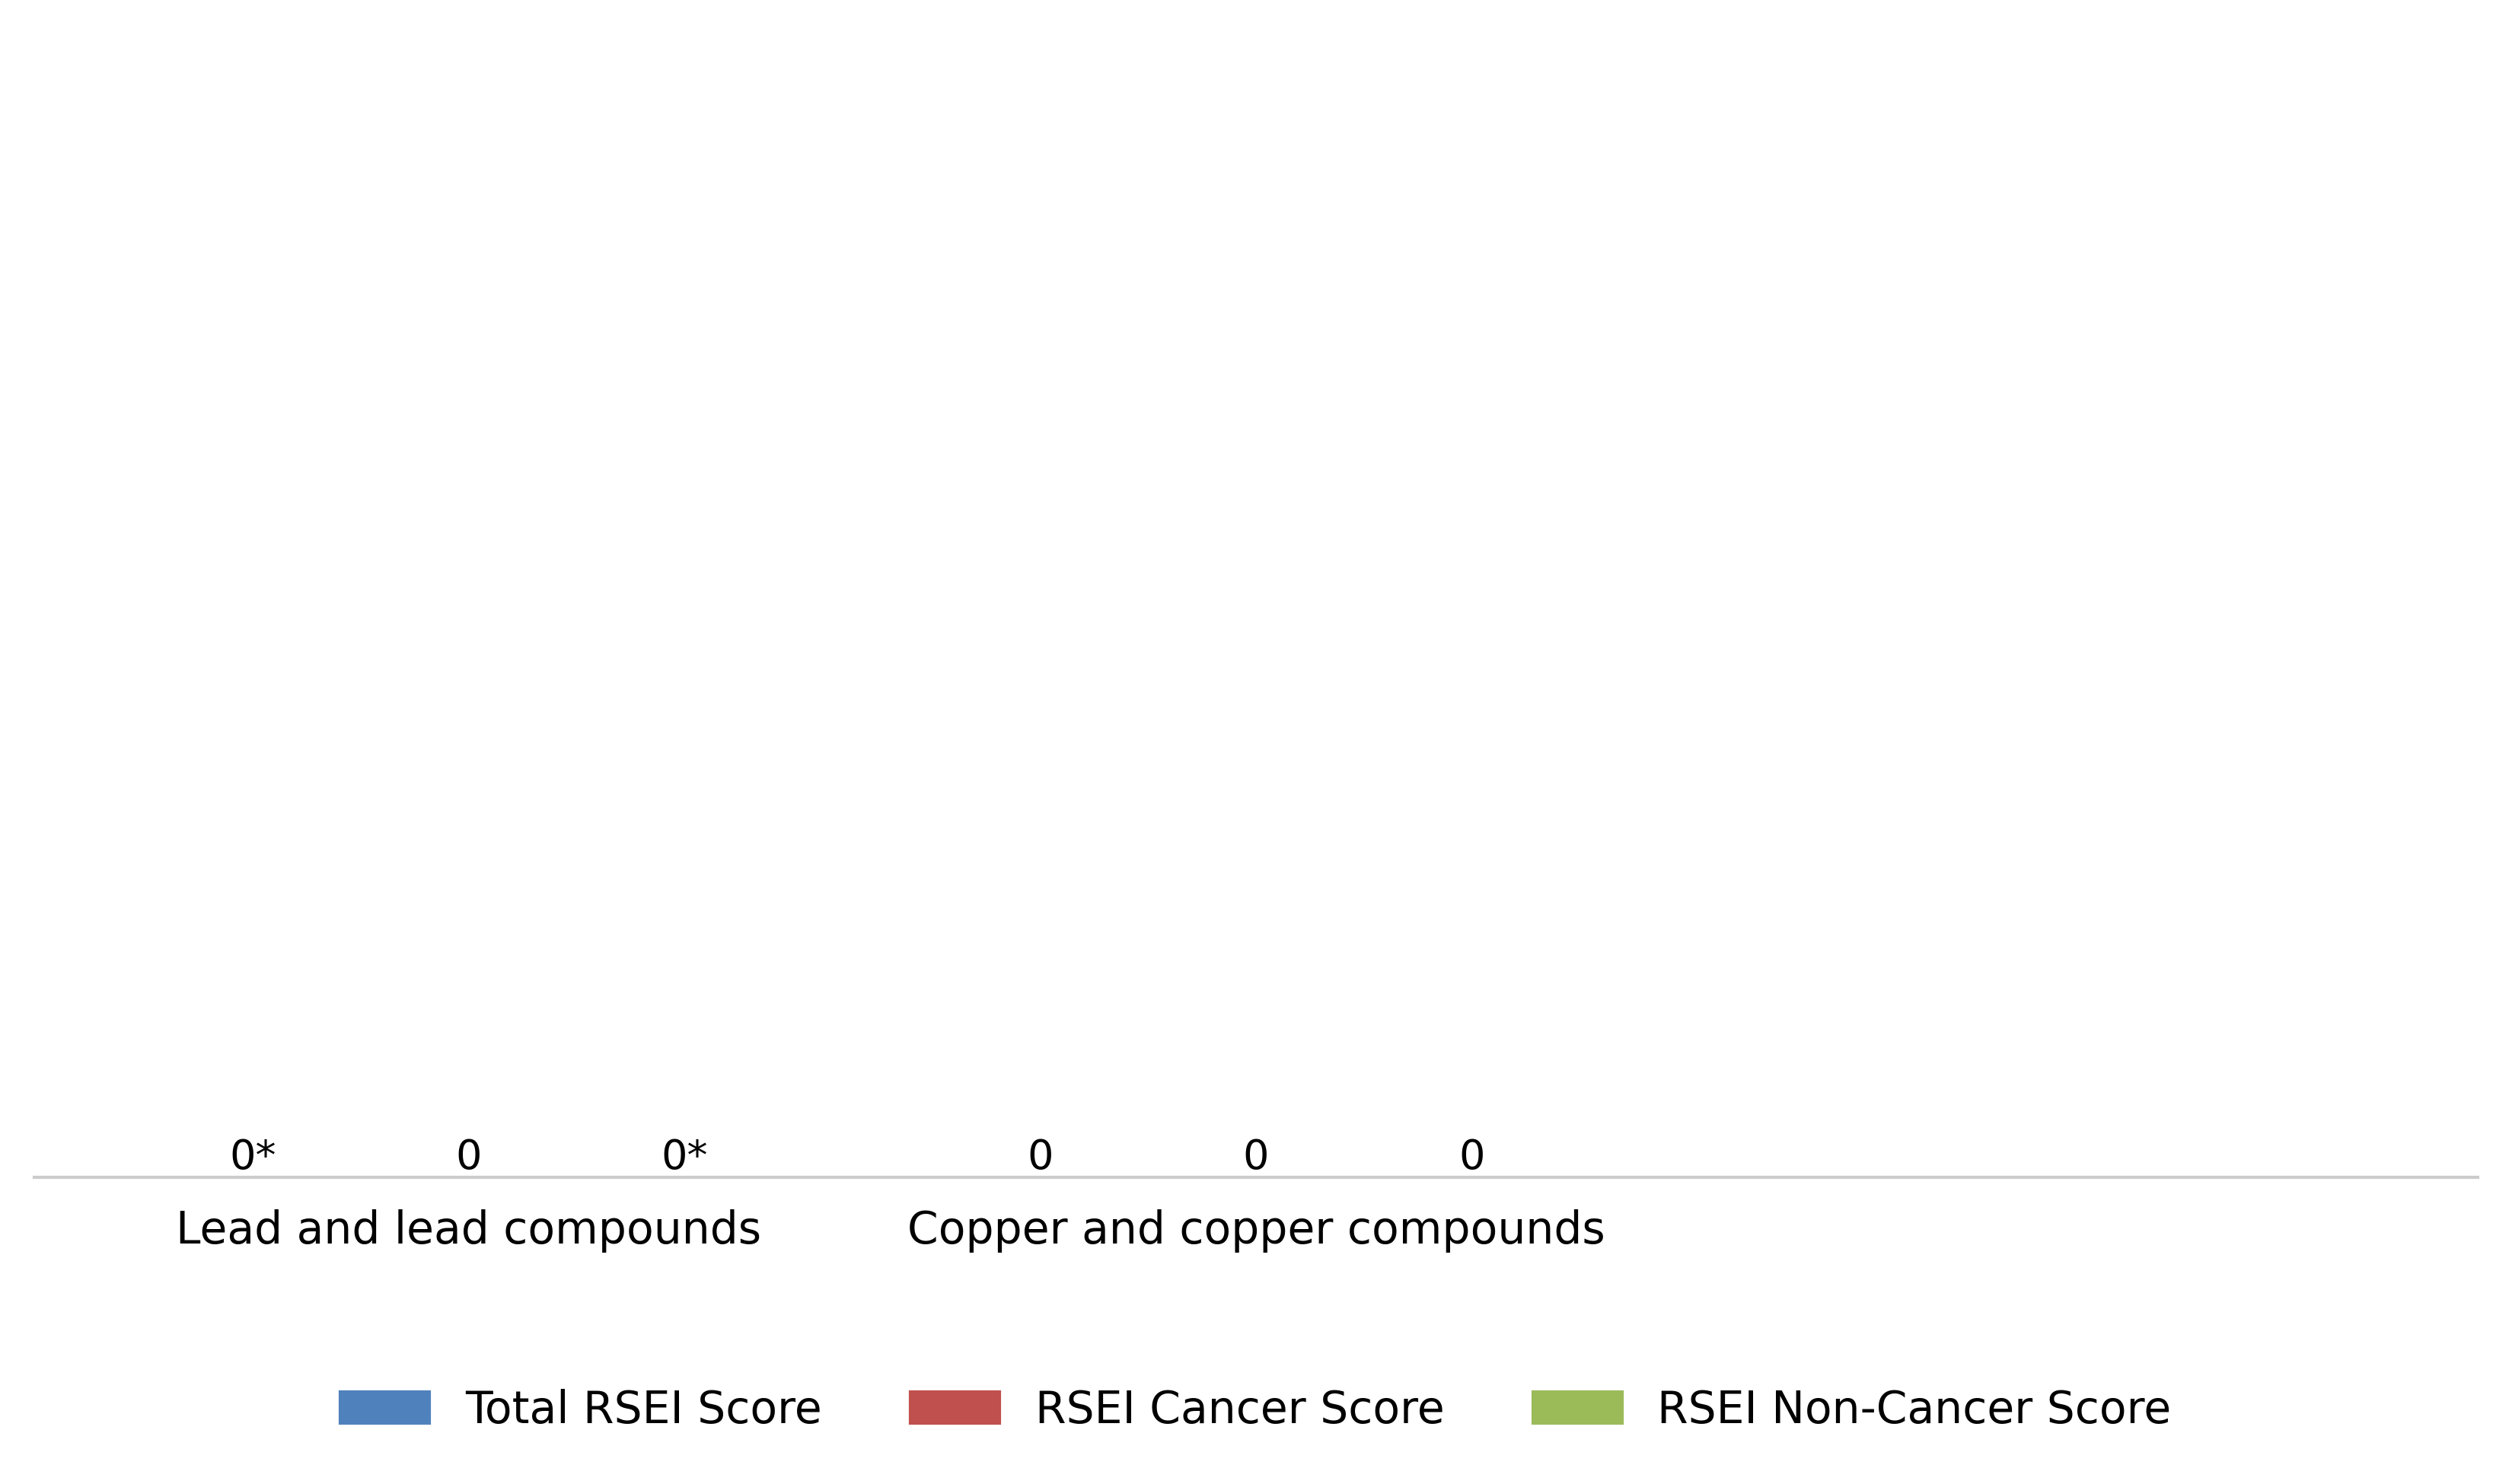 0* 0 0* 0 0 0
Lead and lead compounds Copper and copper compounds
Total RSEI Score RSEI Cancer Score RSEI Non-Cancer Score